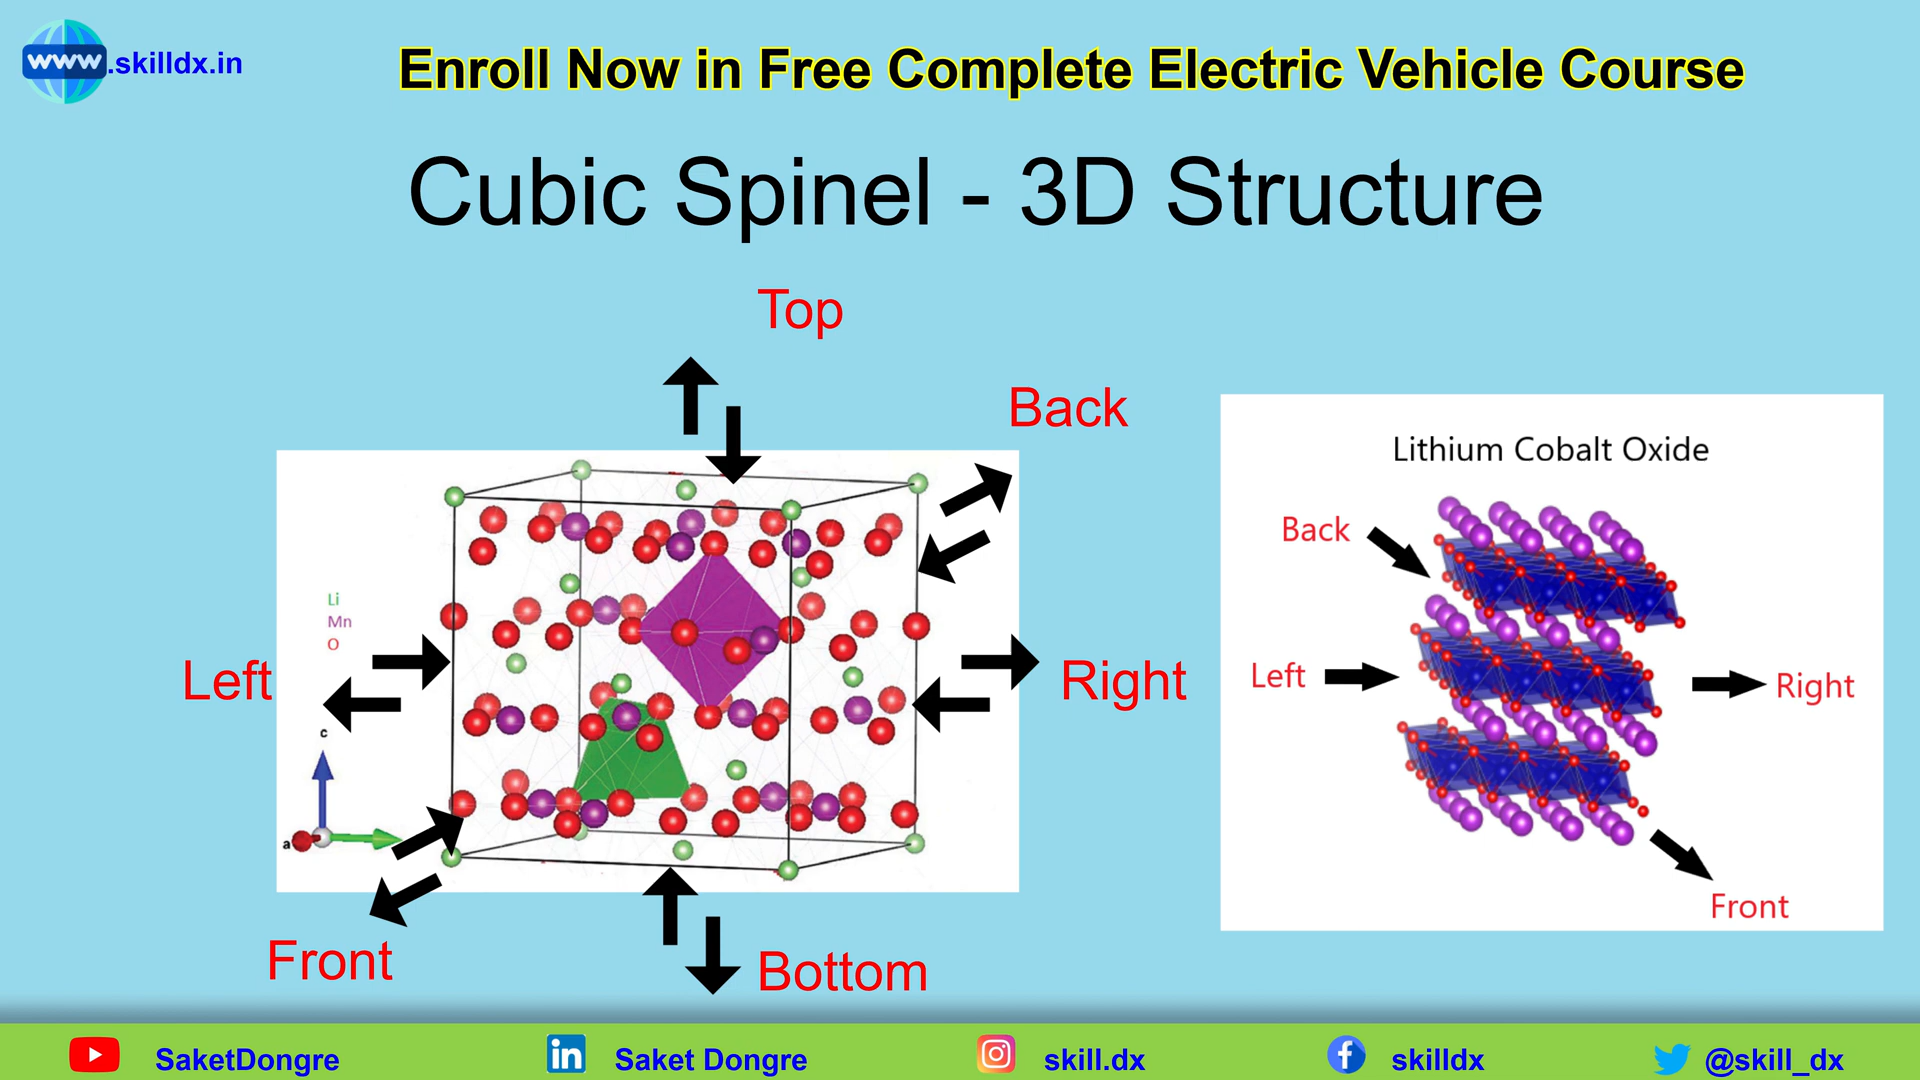 www.skilldx.in
Enroll Now in Free Complete Electric Vehicle Course
Cubic Spinel - 3D Structure
Top
Back
Li
Mn
O
Left
Right
c
a
Front
Bottom
Lithium Cobalt Oxide
Back
Left
Right
Front
SaketDongre
in
Saket Dongre
skill.dx
f
skilldx
@skill_dx